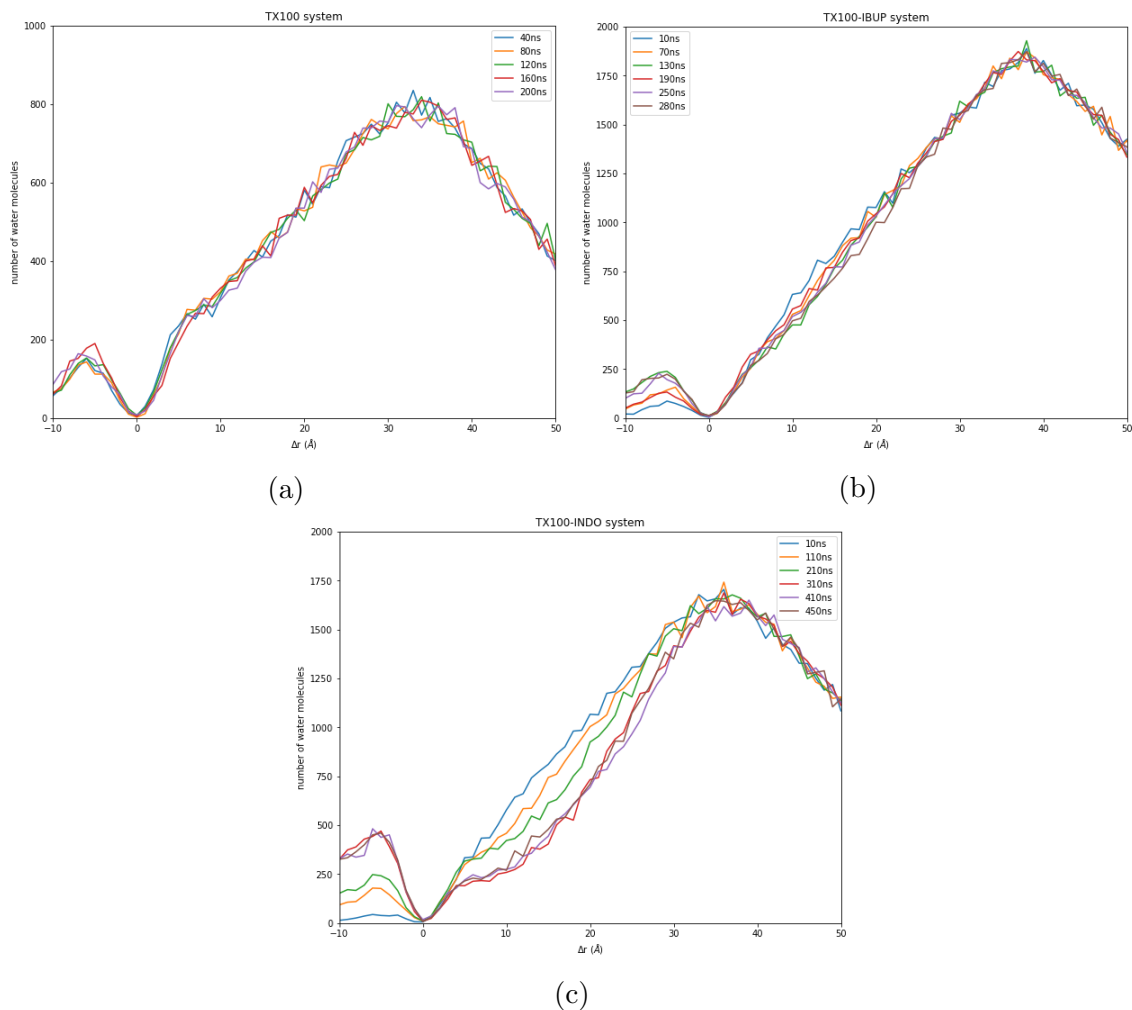 TX100 system
1000
800
600
400
200
0
number of water molecules
−10 0 10 20 30 40 50
Δr (Å)
40ns
80ns
120ns
160ns
200ns
(a)
TX100-IBUP system
2000
1750
1500
1250
1000
750
500
250
0
number of water molecules
−10 0 10 20 30 40 50
Δr (Å)
10ns
70ns
130ns
190ns
250ns
280ns
(b)
TX100-INDO system
2000
1750
1500
1250
1000
750
500
250
0
number of water molecules
−10 0 10 20 30 40 50
Δr (Å)
10ns
110ns
210ns
310ns
410ns
450ns
(c)